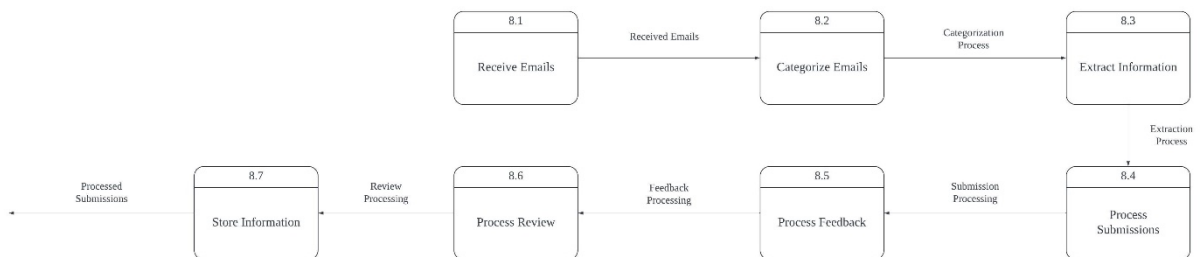 8.1
Receive Emails
Received Emails
8.2
Categorize Emails
Categorization
Process
8.3
Extract Information
Extraction
Process
8.4
Process
Submissions
Submission
Processing
8.5
Process Feedback
Feedback
Processing
8.6
Process Review
Review
Processing
8.7
Store Information
Processed
Submissions